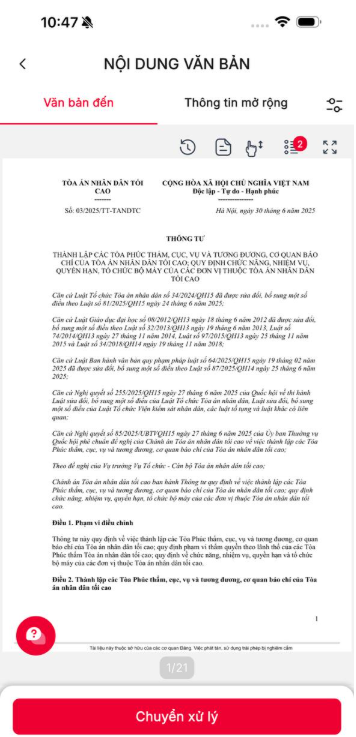 10:47
NỘI DUNG VĂN BẢN
Văn bản đến
Thông tin mở rộng
2
TÒA ÁN NHÂN DÂN TỐI
CAO
CỘNG HÒA XÃ HỘI CHỦ NGHĨA VIỆT NAM
Độc lập - Tự do - Hạnh phúc
Số: 03/2025/TT-TANDTC
Hà Nội, ngày 30 tháng 6 năm 2025
THÔNG TƯ
THÀNH LẬP CÁC TÒA PHÚC THẨM, CỤC, VỤ VÀ TƯƠNG ĐƯƠNG, CƠ QUAN BÁO
CHÍ CỦA TÒA ÁN NHÂN DÂN TỐI CAO; QUY ĐỊNH CHỨC NĂNG, NHIỆM VỤ,
QUYỀN HẠN, TỔ CHỨC BỘ MÁY CỦA CÁC ĐƠN VỊ THUỘC TÒA ÁN NHÂN DÂN
TỐI CAO
Căn cứ Luật Tổ chức Tòa án nhân dân số 34/2024/QH15 đã được sửa đổi, bổ sung một số
điều theo Luật số 81/2025/QH15 ngày 24 tháng 6 năm 2025;
Căn cứ Luật Giáo dục đại học số 08/2012/QH13 ngày 18 tháng 6 năm 2012 đã được sửa đổi,
bổ sung một số điều theo Luật số 32/2013/QH13 ngày 19 tháng 6 năm 2013, Luật số
74/2014/QH13 ngày 27 tháng 11 năm 2014, Luật số 97/2015/QH13 ngày 25 tháng 11 năm
2015 và Luật số 34/2018/QH14 ngày 19 tháng 11 năm 2018;
Căn cứ Luật Ban hành văn bản quy phạm pháp luật số 64/2025/QH15 ngày 19 tháng 02 năm
2025 đã được sửa đổi, bổ sung một số điều theo Luật số 87/2025/QH14 ngày 25 tháng 6 năm
2025;
Căn cứ Nghị quyết số 255/2025/QH15 ngày 27 tháng 6 năm 2025 của Quốc hội về thi hành
Luật sửa đổi, bổ sung một số điều của Luật Tổ chức Tòa án nhân dân, Luật sửa đổi, bổ sung
một số điều của Luật Tổ chức Viện kiểm sát nhân dân, các luật tố tụng và luật khác có liên
quan;
Căn cứ Nghị quyết số 85/2025/UBTVQH15 ngày 27 tháng 6 năm 2025 của Ủy ban Thường vụ
Quốc hội phê chuẩn đề nghị của Chánh án Tòa án nhân dân tối cao về việc thành lập các Tòa
Phúc thẩm, cục, vụ và tương đương, cơ quan báo chí của Tòa án nhân dân tối cao;
Theo đề nghị của Vụ trưởng Vụ Tổ chức - Cán bộ Tòa án nhân dân tối cao;
Chánh án Tòa án nhân dân tối cao ban hành Thông tư quy định về việc thành lập các Tòa
Phúc thẩm, cục, vụ và tương đương, cơ quan báo chí của Tòa án nhân dân tối cao; quy định
chức năng, nhiệm vụ, quyền hạn, tổ chức bộ máy của các đơn vị thuộc Tòa án nhân dân tối
cao.
Điều 1. Phạm vi điều chỉnh
Thông tư này quy định về việc thành lập các Tòa Phúc thẩm, cục, vụ và tương đương, cơ quan
báo chí của Tòa án nhân dân tối cao; quy định phạm vi thẩm quyền theo lãnh thổ của các Tòa
Phúc thẩm Tòa án nhân dân tối cao; quy định về chức năng, nhiệm vụ, quyền hạn và tổ chức
bộ máy của các đơn vị thuộc Tòa án nhân dân tối cao.
Điều 2. Thành lập các Tòa Phúc thẩm, cục, vụ và tương đương, cơ quan báo chí của Tòa
án nhân dân tối cao
1
Tài liệu này thuộc sở hữu của các cơ quan Đảng. Việc phát tán, sử dụng trái phép bị nghiêm cấm
1/21
Chuyển xử lý